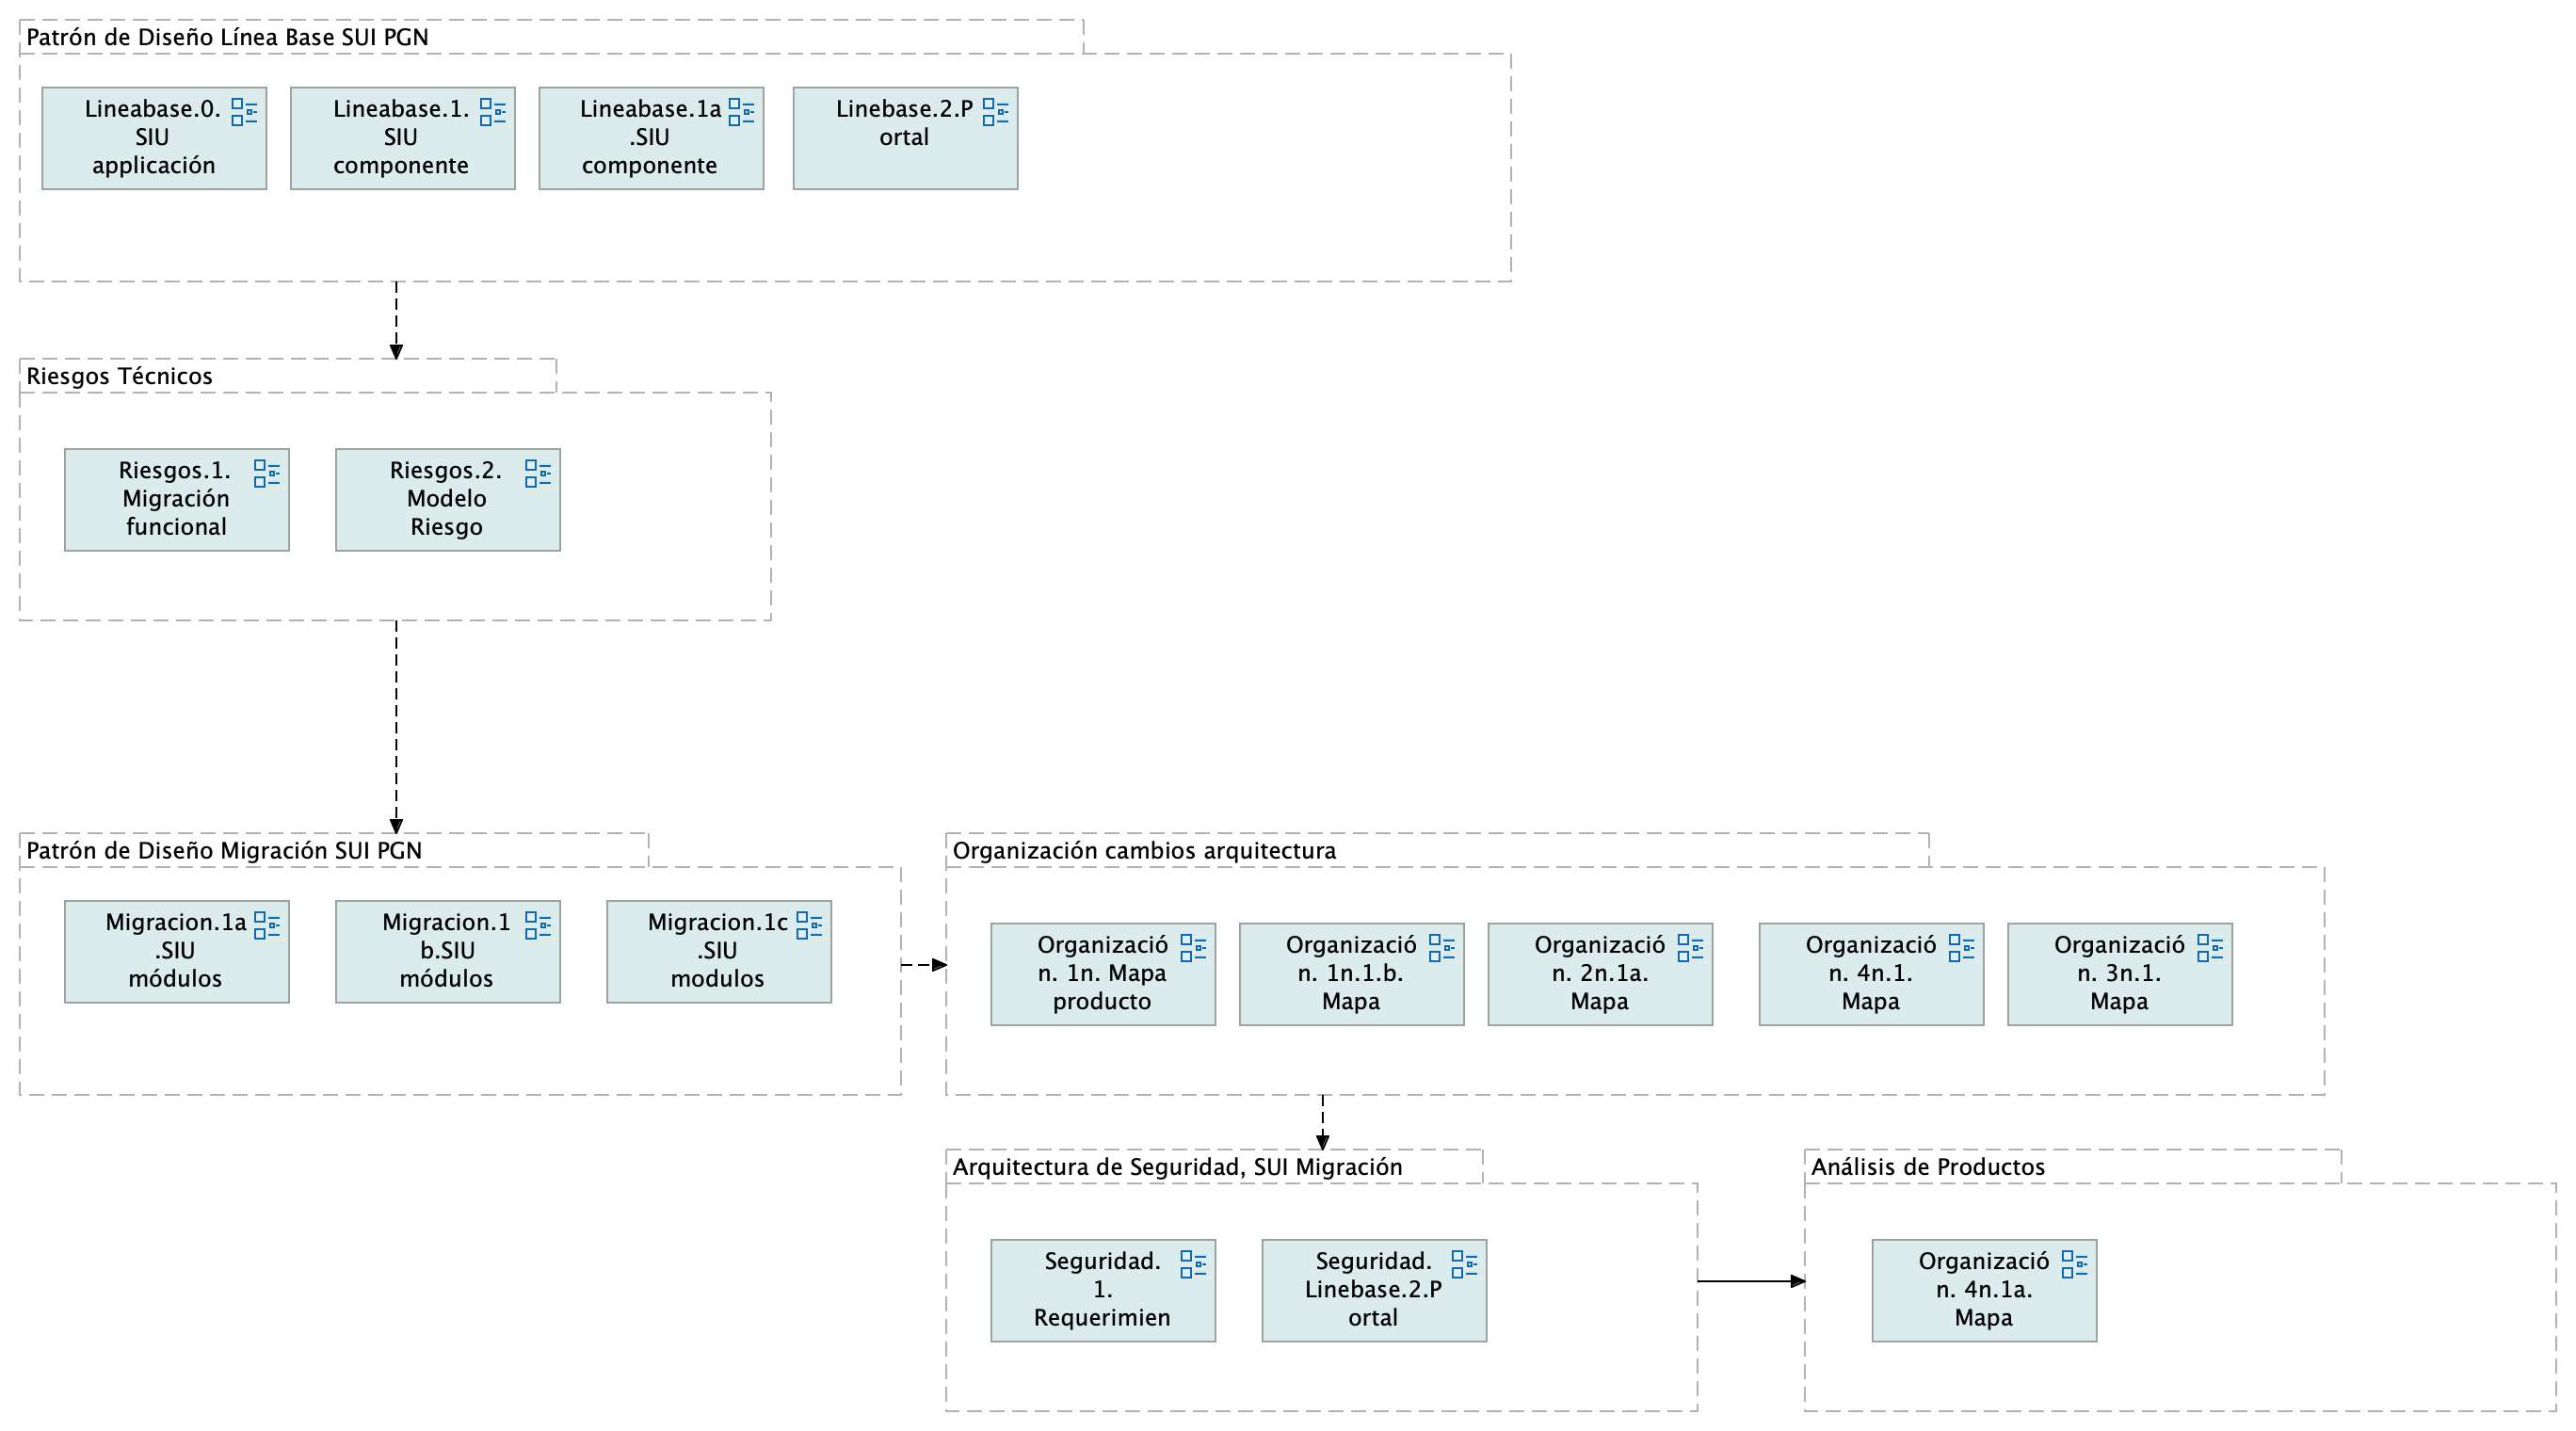 Patrón de Diseño Línea Base SUI PGN
Lineabase.0.
SIU
applicación
Lineabase.1.
SIU
componente
Lineabase.1a
.SIU
componente
Linebase.2.P
ortal
Riesgos Técnicos
Riesgos.1.
Migración
funcional
Riesgos.2.
Modelo
Riesgo
Patrón de Diseño Migración SUI PGN
Migracion.1a
.SIU
módulos
Migracion.1
b.SIU
módulos
Migracion.1c
.SIU
modulos
Organización cambios arquitectura
Organizació
n. 1n. Mapa
producto
Organizació
n. 1n.1.b.
Mapa
Organizació
n. 2n.1a.
Mapa
Organizació
n. 4n.1.
Mapa
Organizació
n. 3n.1.
Mapa
Arquitectura de Seguridad, SUI Migración
Seguridad.
1.
Requerimien
Seguridad.
Linebase.2.P
ortal
Análisis de Productos
Organizació
n. 4n.1a.
Mapa